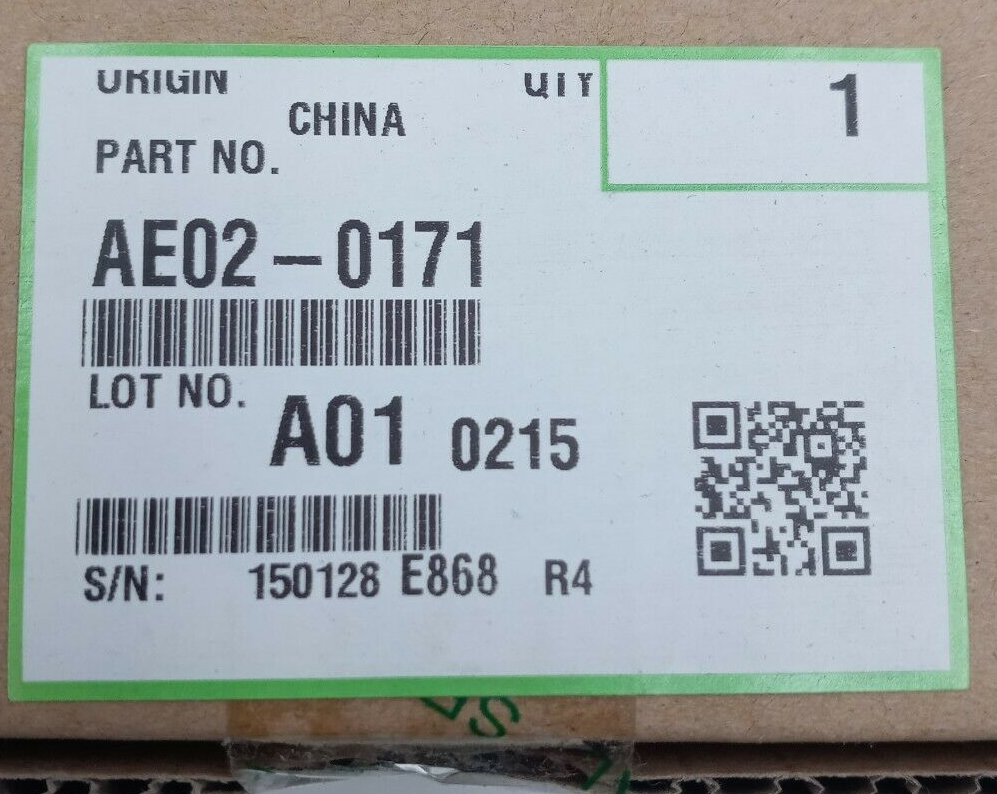 ORIGIN QTY 1
CHINA
PART NO.
AE02-0171
LOT NO.
A01 0215
S/N: 150128 E868 R4